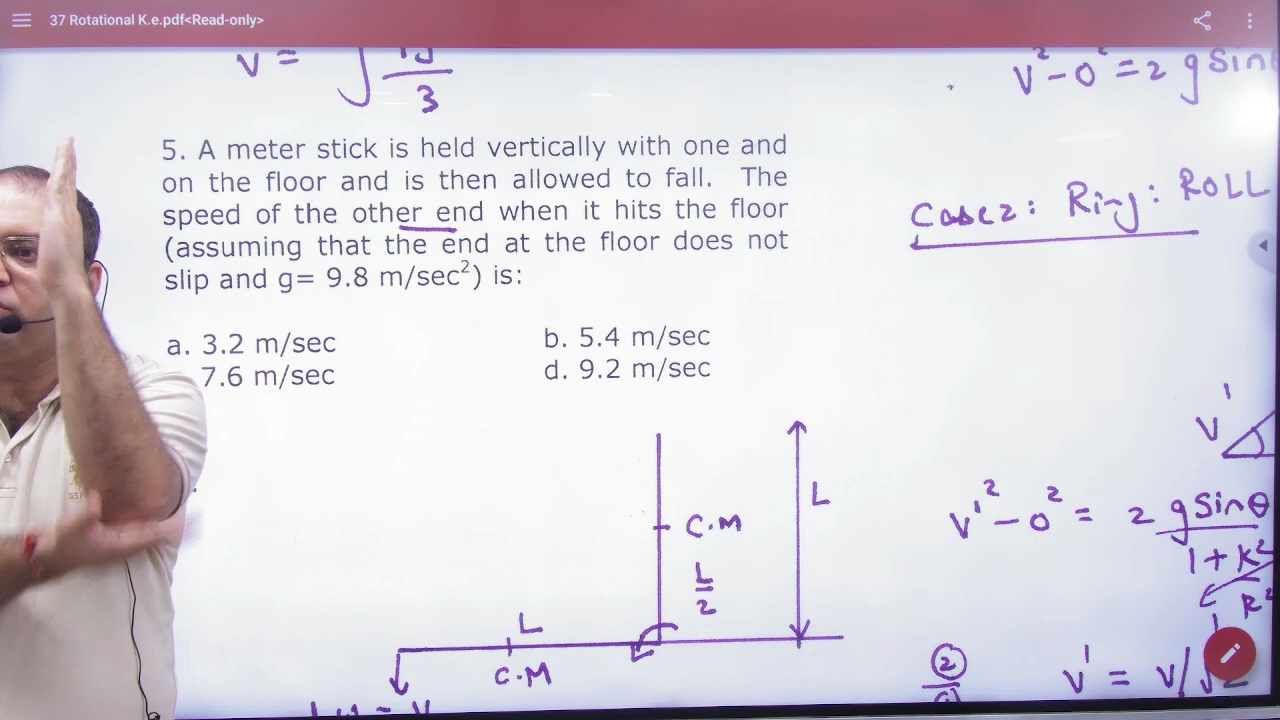 37 Rotational K.e.pdf<Read-only>
V =
3
V² - 0² = 2 g Sin
5. A meter stick is held vertically with one and
on the floor and is then allowed to fall. The
speed of the other end when it hits the floor
(assuming that the end at the floor does not
slip and g= 9.8 m/sec²) is:
a. 3.2 m/sec
b. 5.4 m/sec
7.6 m/sec
d. 9.2 m/sec
Case 2: Ring: ROLL
L
C.M
L/2
L
C.M
V'
V'² - 0² = 2 g Sinθ
1 + K²
R²
2
V' = V/√2